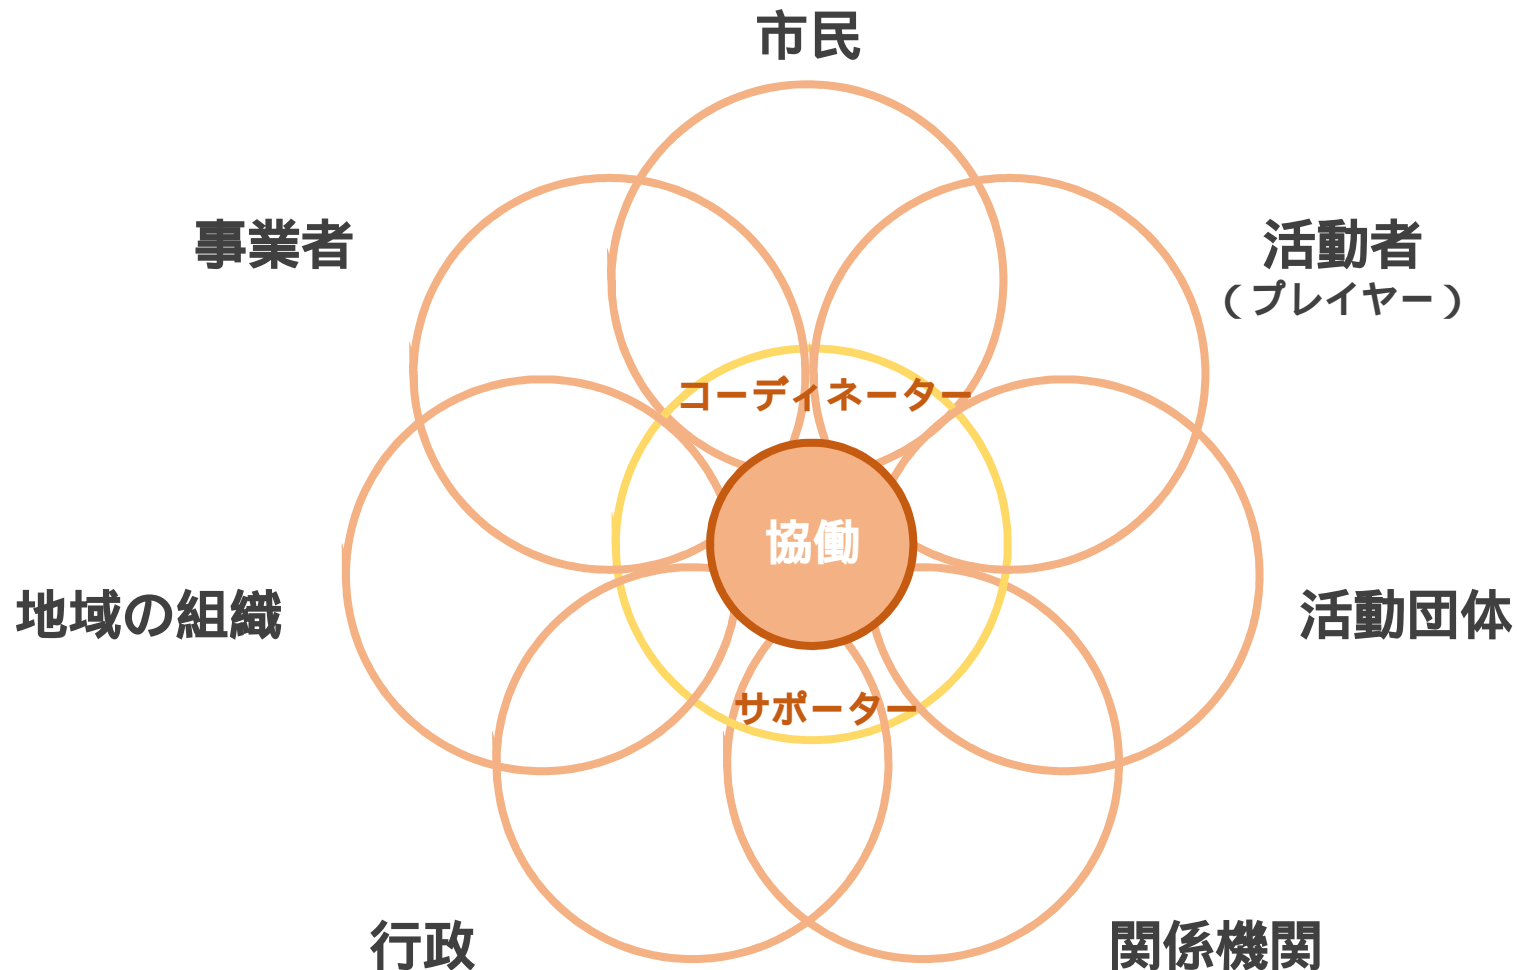 市民
事業者
活動者
（プレイヤー）
コーディネーター
協働
地域の組織
活動団体
サポーター
行政
関係機関